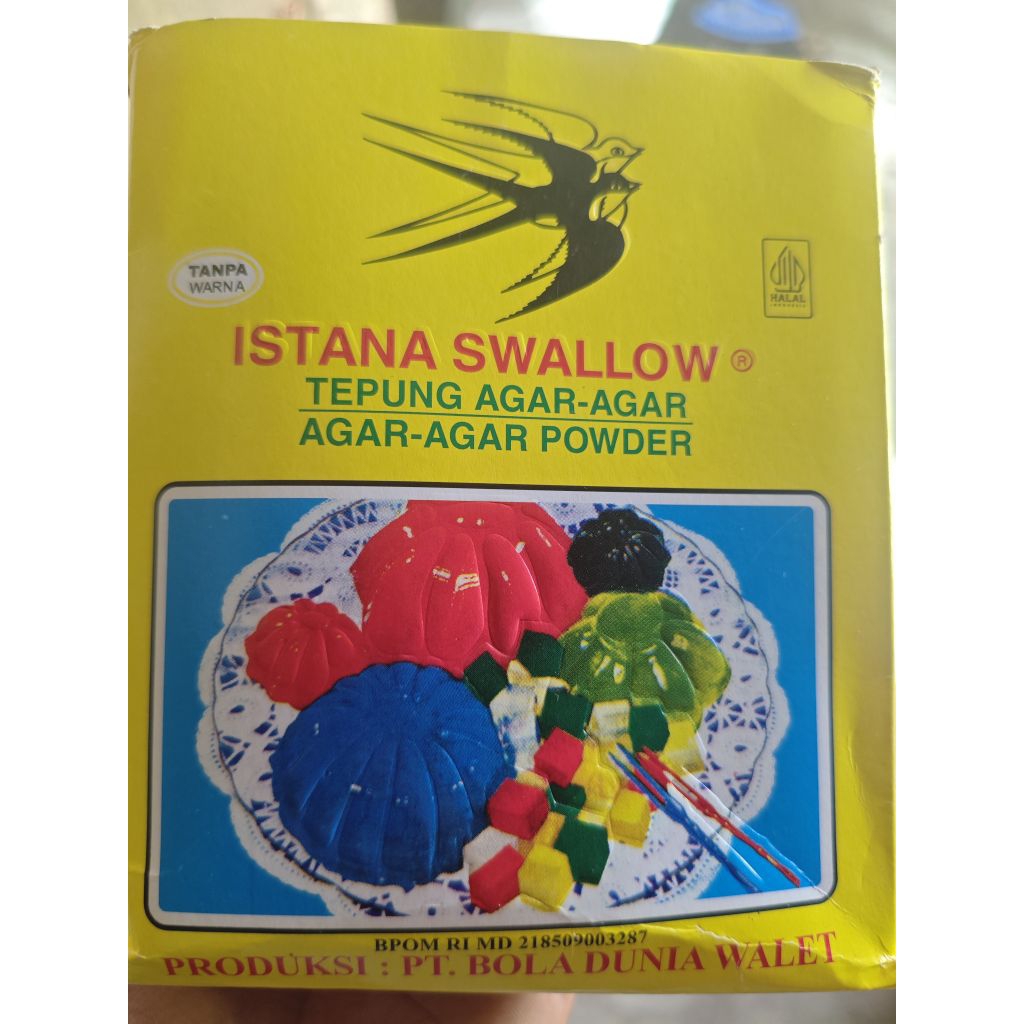 TANPA
WARNA
HALAL
INDONESIA
ISTANA SWALLOW ®
TEPUNG AGAR-AGAR
AGAR-AGAR POWDER
BPOM RI MD 218509003287
PRODUKSI : PT. BOLA DUNIA WALET